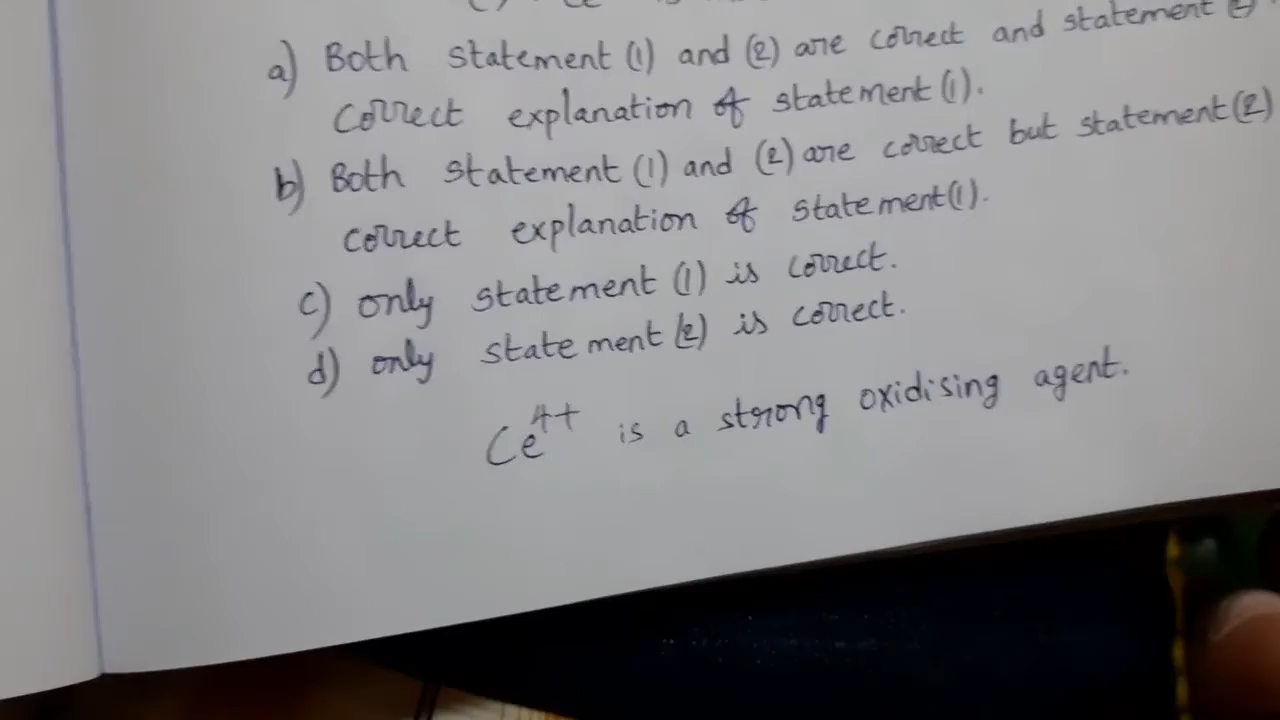 a) Both statement (1) and (2) are correct and statement
correct explanation of statement (1).
b) Both statement (1) and (2) are correct but statement (2)
correct explanation of statement (1).
c) only statement (1) is correct.
d) only statement (2) is correct.
Ce4+ is a strong oxidising agent.